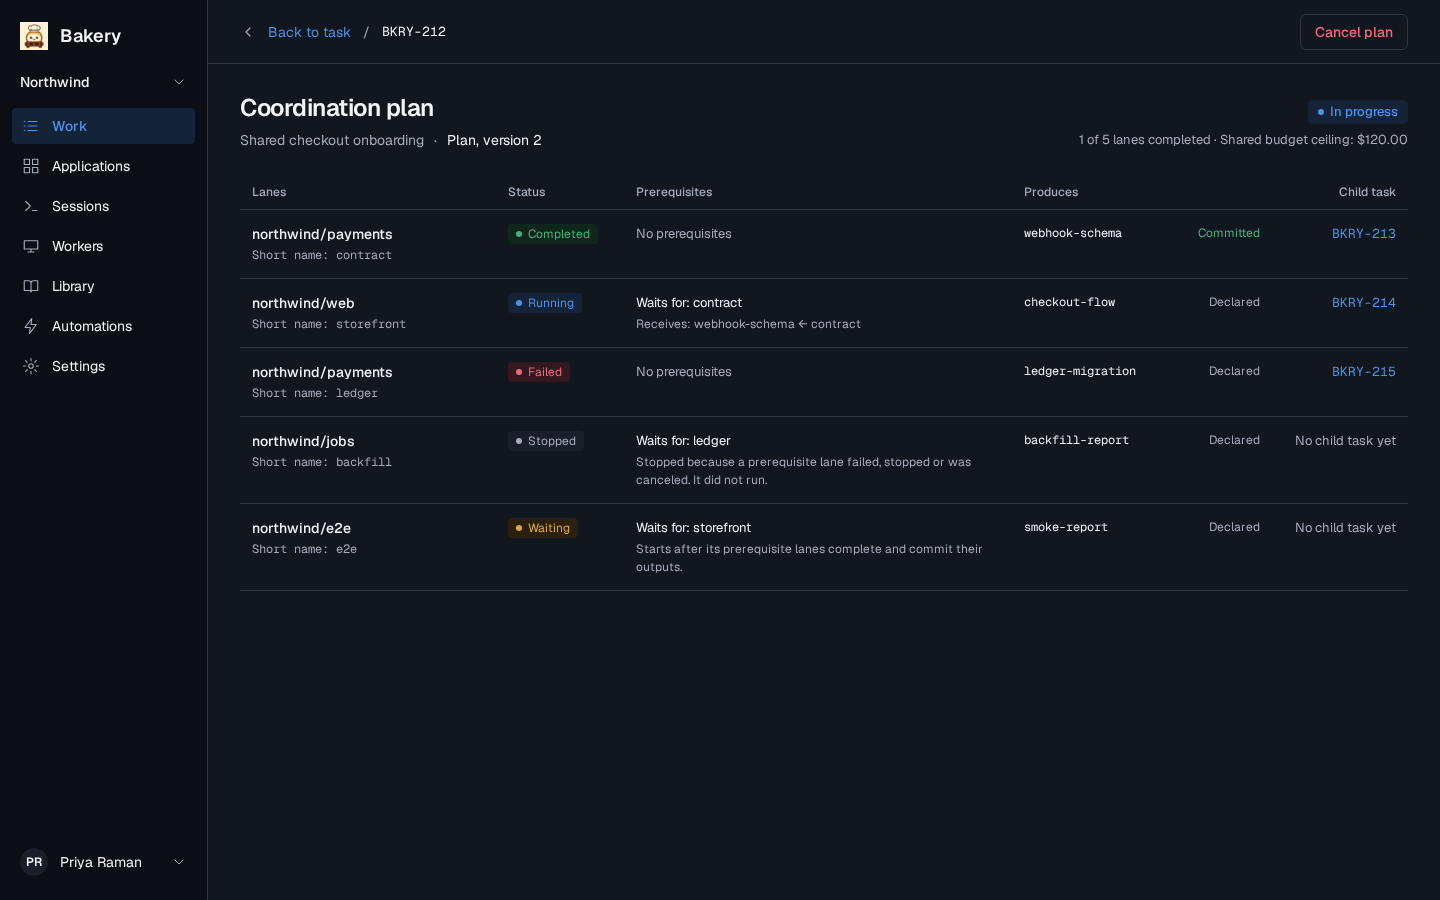 Bakery
Northwind
Work
Applications
Sessions
Workers
Library
Automations
Settings
PR Priya Raman
Back to task / BKRY-212
Cancel plan
Coordination plan
In progress
Shared checkout onboarding · Plan, version 2
1 of 5 lanes completed · Shared budget ceiling: $120.00
Lanes Status Prerequisites Produces Child task
northwind/payments Completed No prerequisites webhook-schema Committed BKRY-213
Short name: contract
northwind/web Running Waits for: contract checkout-flow Declared BKRY-214
Short name: storefront Receives: webhook-schema ← contract
northwind/payments Failed No prerequisites ledger-migration Declared BKRY-215
Short name: ledger
northwind/jobs Stopped Waits for: ledger backfill-report Declared No child task yet
Short name: backfill Stopped because a prerequisite lane failed, stopped or was
canceled. It did not run.
northwind/e2e Waiting Waits for: storefront smoke-report Declared No child task yet
Short name: e2e Starts after its prerequisite lanes complete and commit their
outputs.